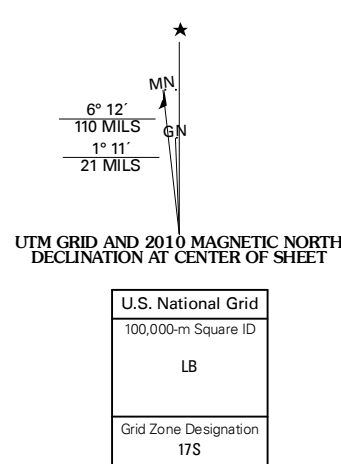 ★
MN
6° 12´
110 MILS
GN
1° 11´
21 MILS
UTM GRID AND 2010 MAGNETIC NORTH
DECLINATION AT CENTER OF SHEET
U.S. National Grid
100,000-m Square ID
LB
Grid Zone Designation
17S